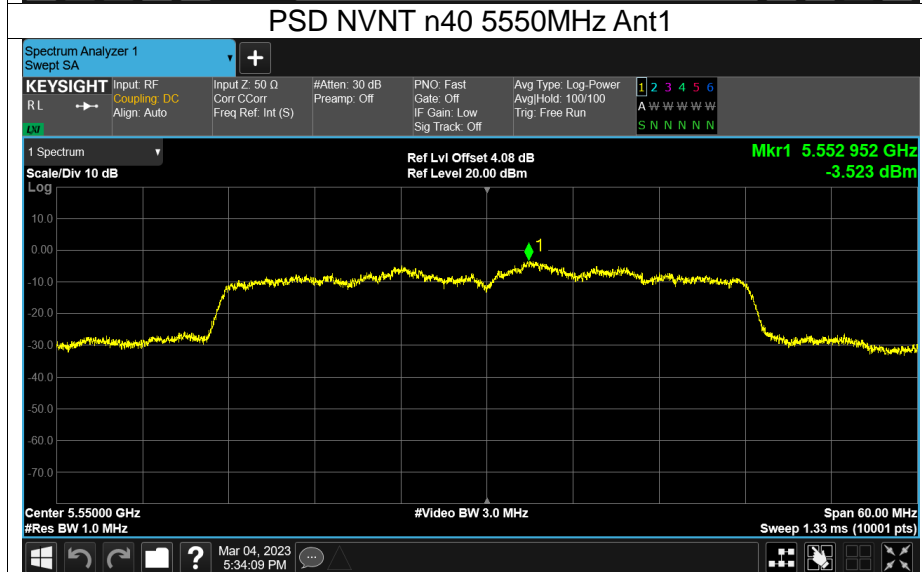 PSD NVNT n40 5550MHz Ant1
Spectrum Analyzer 1
Swept SA
+
KEYSIGHT
R L
LXI
Input: RF
Coupling: DC
Align: Auto
Input Z: 50 Ω
Corr CCorr
Freq Ref: Int (S)
#Atten: 30 dB
Preamp: Off
PNO: Fast
Gate: Off
IF Gain: Low
Sig Track: Off
Avg Type: Log-Power
Avg|Hold: 100/100
Trig: Free Run
1 2 3 4 5 6
A W W W W W
S N N N N N
1 Spectrum
Scale/Div 10 dB
Log
Ref Lvl Offset 4.08 dB
Ref Level 20.00 dBm
Mkr1 5.552 952 GHz
-3.523 dBm
10.0
0.00
-10.0
-20.0
-30.0
-40.0
-50.0
-60.0
-70.0
1
Center 5.55000 GHz
#Res BW 1.0 MHz
#Video BW 3.0 MHz
Span 60.00 MHz
Sweep 1.33 ms (10001 pts)
?
Mar 04, 2023
5:34:09 PM